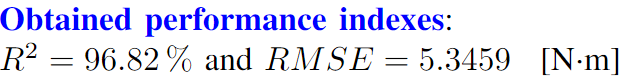 Obtained performance indexes:
R² = 96.82 % and RMSE = 5.3459 [N·m]